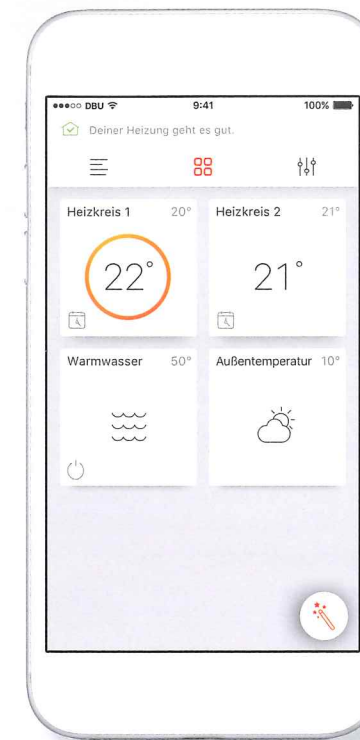 DBU 9:41 100%
Deiner Heizung geht es gut.
Heizkreis 1 20° Heizkreis 2 21°
22° 21°
Warmwasser 50° Außentemperatur 10°